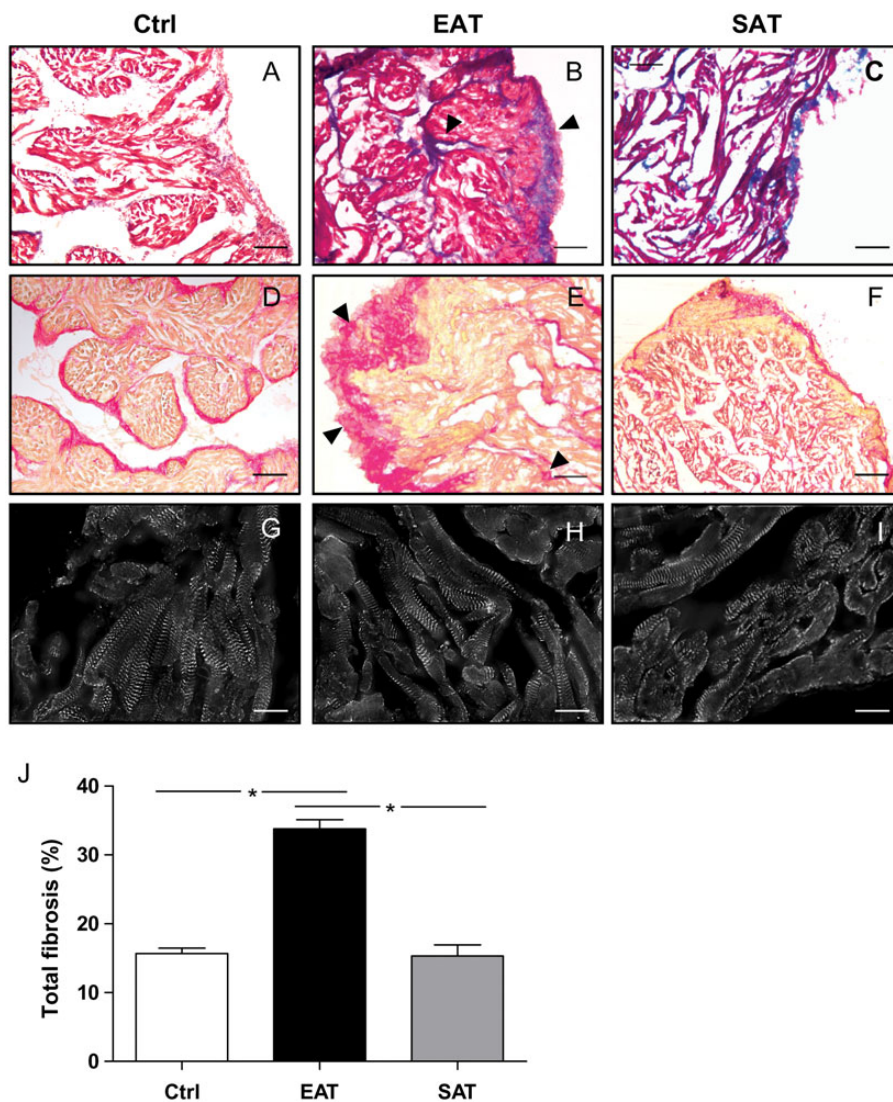 Ctrl EAT SAT
A B C
D E F
G H I
J
40
* *
30
Total fibrosis (%)
20
10
0
Ctrl EAT SAT